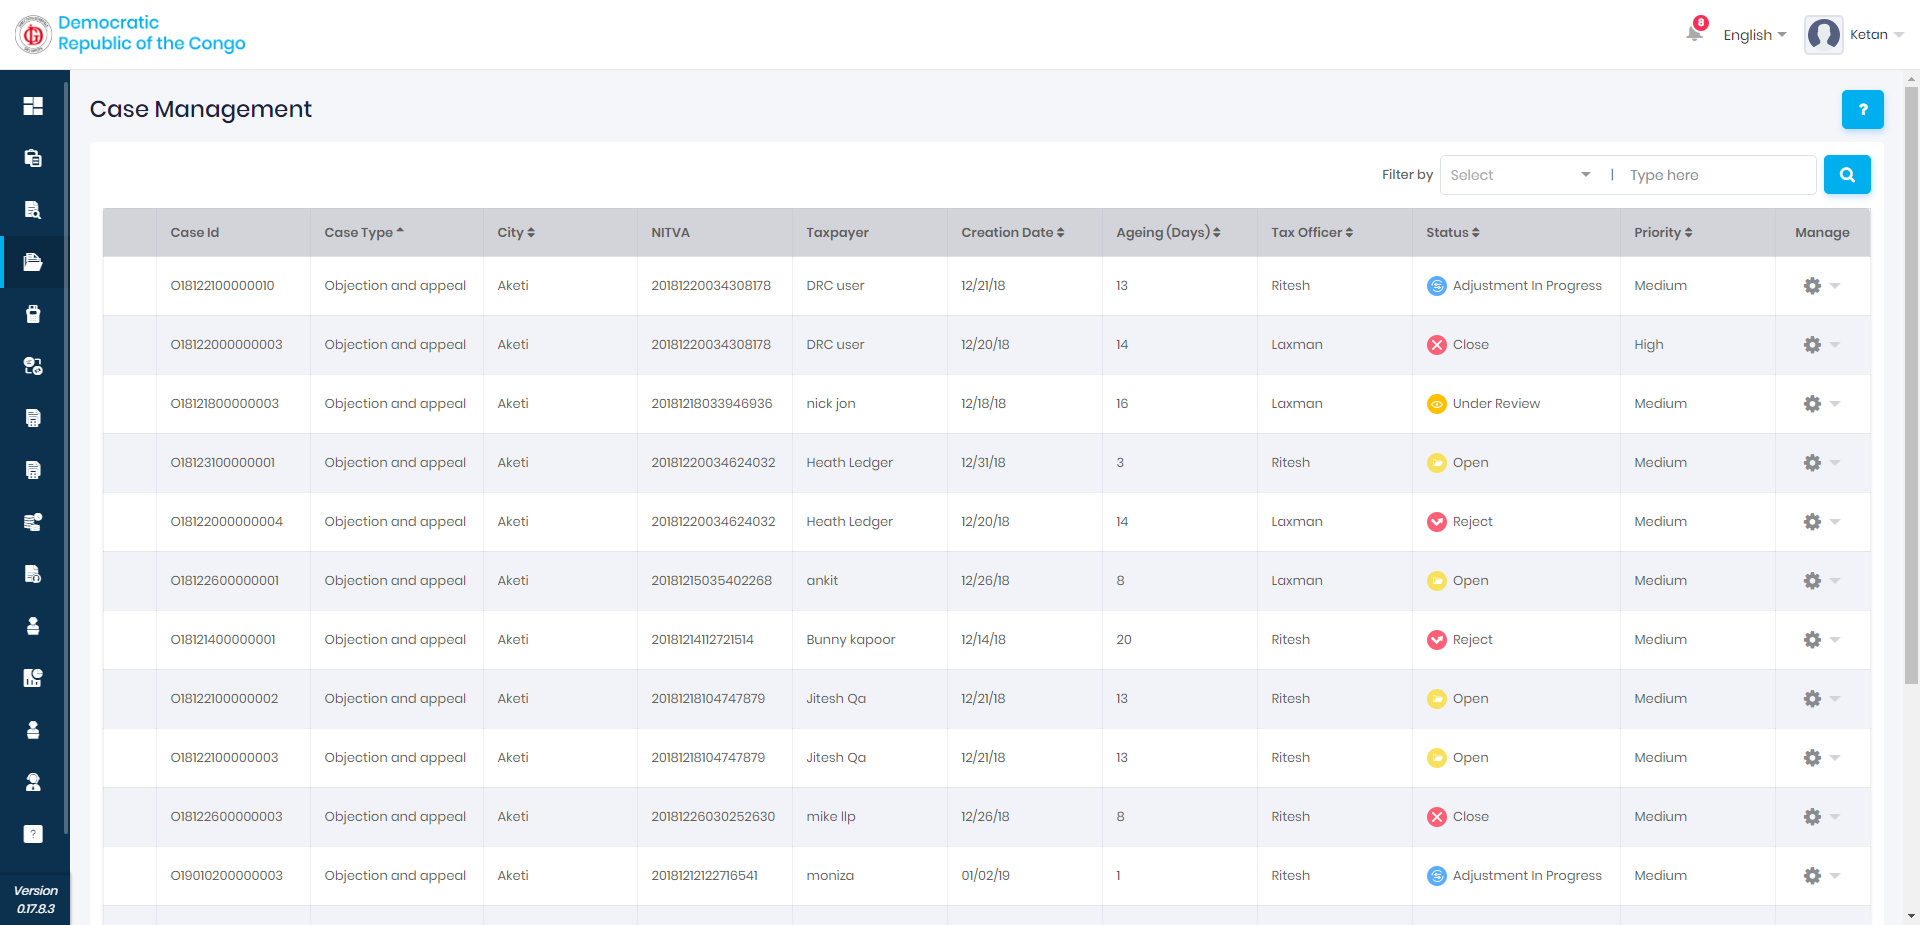 Democratic
Republic of the Congo
8
English
Ketan
Case Management
?
Filter by Select | Type here
Case Id Case Type City NITVA Taxpayer Creation Date Ageing (Days) Tax Officer Status Priority Manage
O18122100000010 Objection and appeal Aketi 20181220034308178 DRC user 12/21/18 13 Ritesh Adjustment In Progress Medium
O18122000000003 Objection and appeal Aketi 20181220034308178 DRC user 12/20/18 14 Laxman Close High
O18121800000003 Objection and appeal Aketi 20181218033946936 nick jon 12/18/18 16 Laxman Under Review Medium
O18123100000001 Objection and appeal Aketi 20181220034624032 Heath Ledger 12/31/18 3 Ritesh Open Medium
O18122000000004 Objection and appeal Aketi 20181220034624032 Heath Ledger 12/20/18 14 Laxman Reject Medium
O18122600000001 Objection and appeal Aketi 20181215035402268 ankit 12/26/18 8 Laxman Open Medium
O18121400000001 Objection and appeal Aketi 20181214112721514 Bunny kapoor 12/14/18 20 Ritesh Reject Medium
O18122100000002 Objection and appeal Aketi 20181218104747879 Jitesh Qa 12/21/18 13 Ritesh Open Medium
O18122100000003 Objection and appeal Aketi 20181218104747879 Jitesh Qa 12/21/18 13 Ritesh Open Medium
O18122600000003 Objection and appeal Aketi 20181226030252630 mike llp 12/26/18 8 Ritesh Close Medium
O19010200000003 Objection and appeal Aketi 20181212122716541 moniza 01/02/19 1 Ritesh Adjustment In Progress Medium
?
Version
0.17.8.3